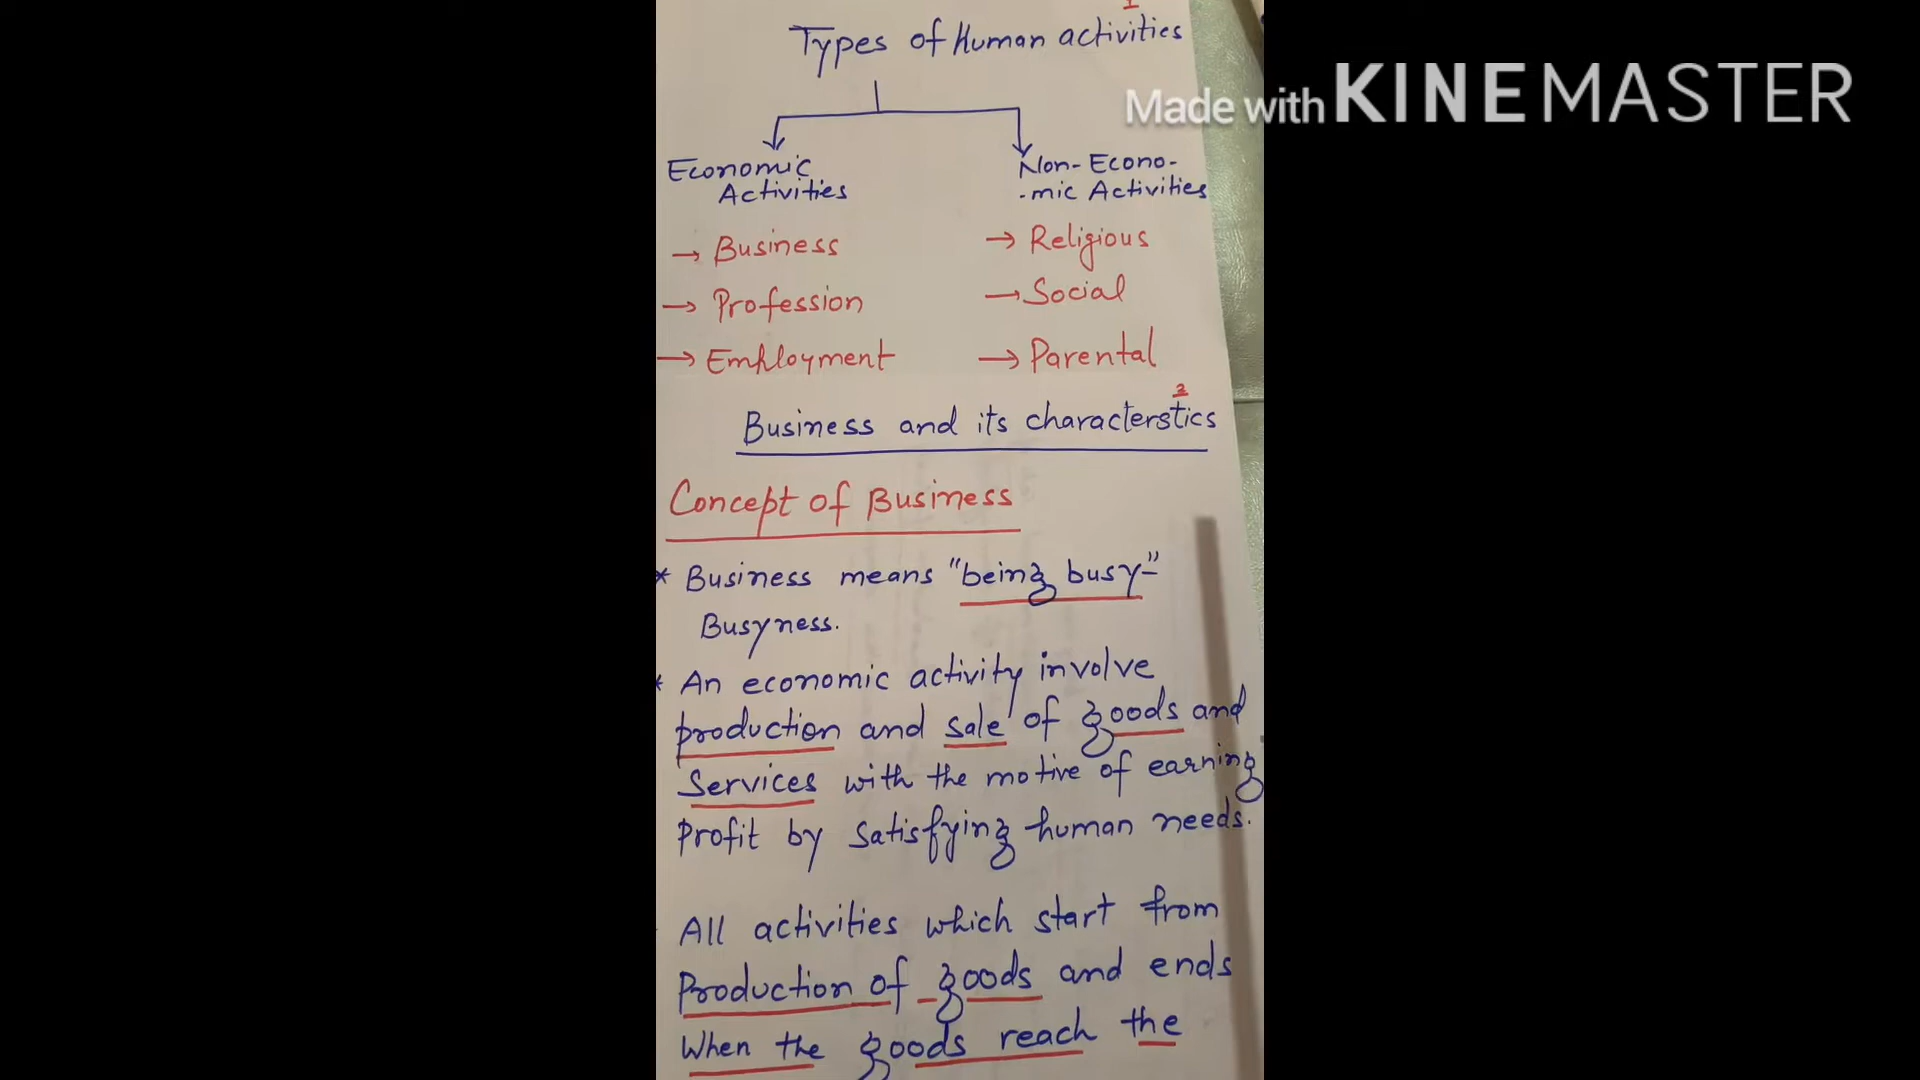 1
Types of Human activities
Made with KINEMASTER
Economic
Activities
Non-Econo-
-mic Activities
→ Business
→ Profession
→ Employment
→ Religious
→ Social
→ Parental
2
Business and its characterstics
Concept of Business
* Business means "being busy-"
Busyness.
* An economic activity involve
production and sale of goods and
Services with the motive of earning
Profit by satisfying human needs.
All activities which start from
Production of goods and ends
When the goods reach the